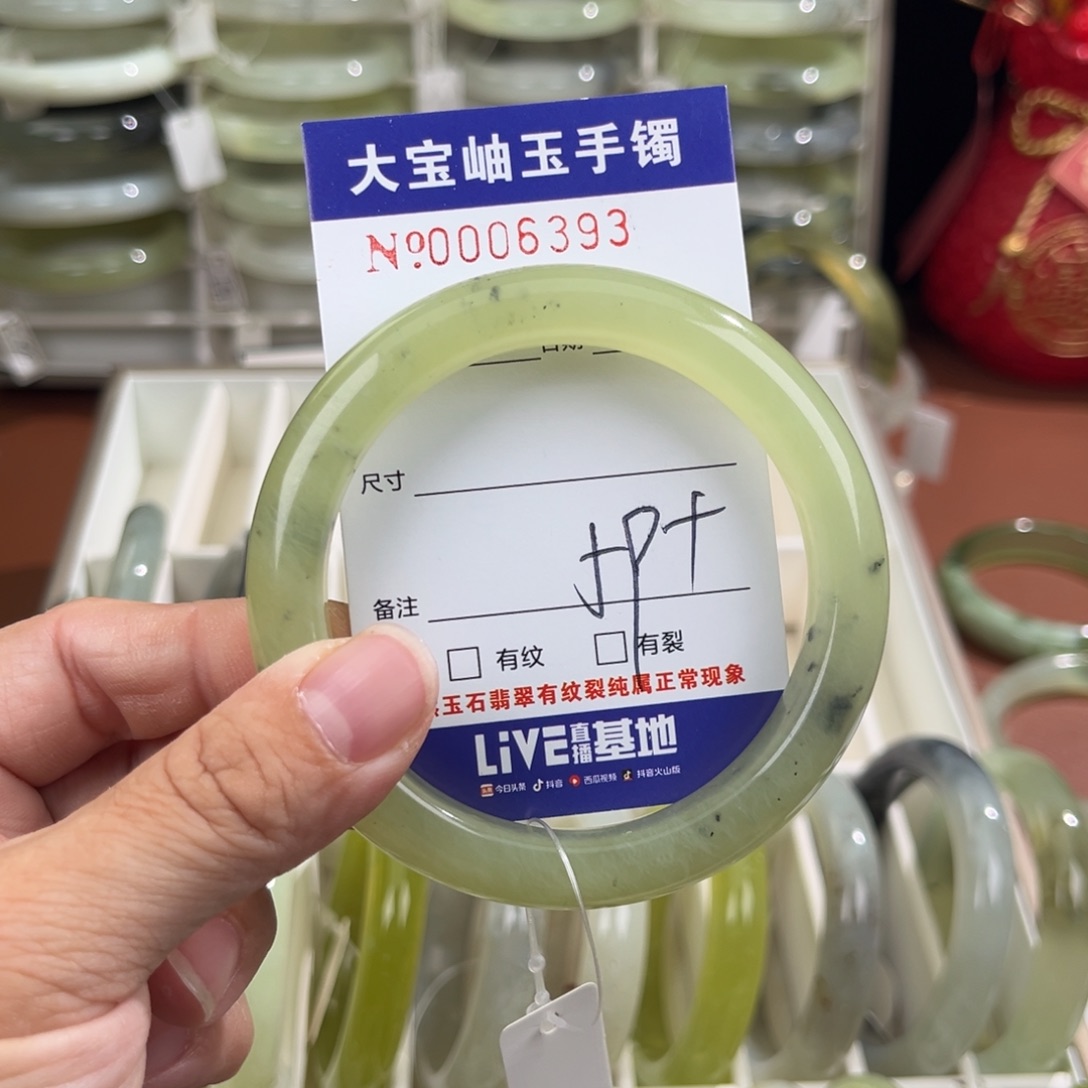 大宝岫玉手镯
Nº0006393
日期
尺寸
备注
JPT
□ 有纹 □ 有裂
玉石翡翠有纹裂纯属正常现象
LiVE直播基地
今日头条 抖音 西瓜视频 抖音火山版